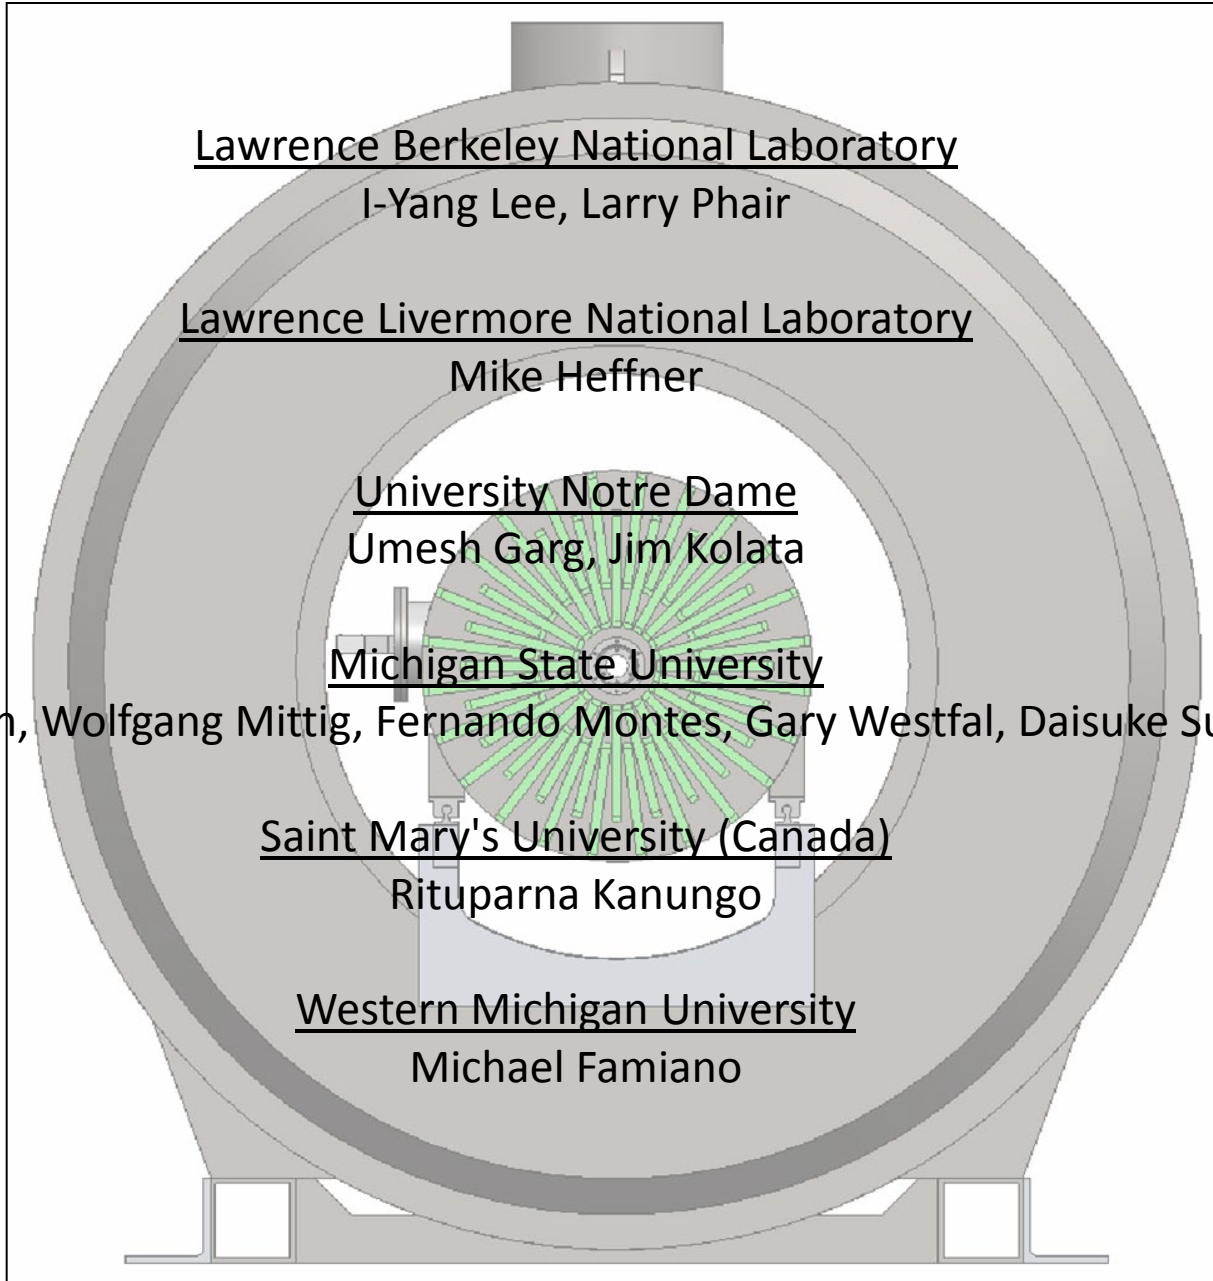 Lawrence Berkeley National Laboratory
I-Yang Lee, Larry Phair
Lawrence Livermore National Laboratory
Mike Heffner
University Notre Dame
Umesh Garg, Jim Kolata
Michigan State University
Wolfgang Mittig, Fernando Montes, Gary Westfal, Daisuke
Saint Mary's University (Canada)
Rituparna Kanungo
Western Michigan University
Michael Famiano